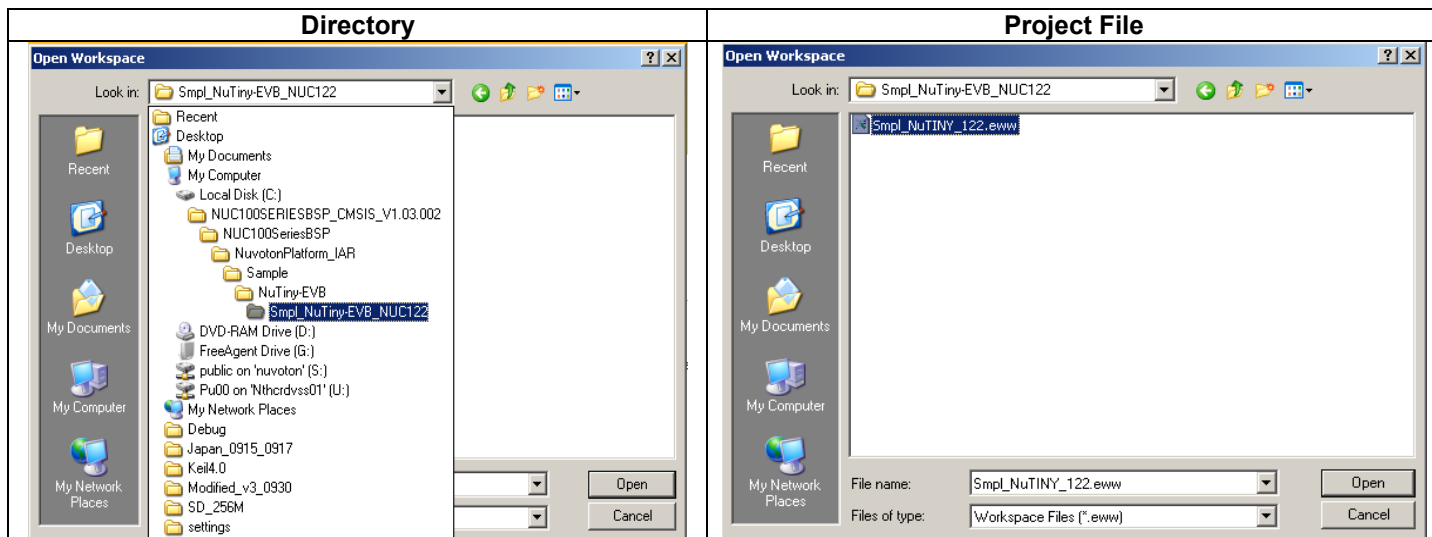 Directory
Project File
Open Workspace
Look in: Smpl_NuTiny-EVB_NUC122
Recent
Desktop
My Documents
My Computer
Local Disk (C:)
NUC100SERIESBSP_CMSIS_V1.03.002
NUC100SeriesBSP
NuvotonPlatform_IAR
Sample
NuTiny-EVB
Smpl_NuTiny-EVB_NUC122
DVD-RAM Drive (D:)
FreeAgent Drive (G:)
public on 'nuvoton' (S:)
Pu00 on 'Nthcrdvss01' (U:)
My Network Places
Debug
Japan_0915_0917
Keil4.0
Modified_v3_0930
SD_256M
settings
Recent
Desktop
My Documents
My Computer
My Network
Places
Open
Cancel
Open Workspace
Look in: Smpl_NuTiny-EVB_NUC122
Smpl_NuTINY_122.eww
Recent
Desktop
My Documents
My Computer
My Network
Places
File name: Smpl_NuTINY_122.eww Open
Files of type: Workspace Files (*.eww) Cancel